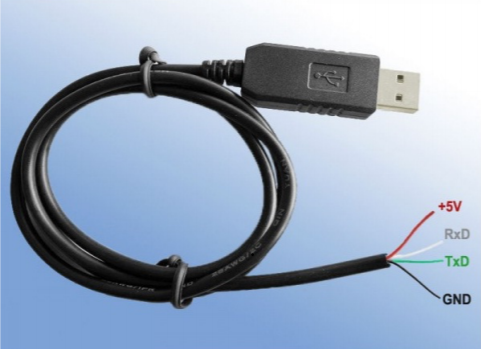 +5V
RxD
TxD
GND